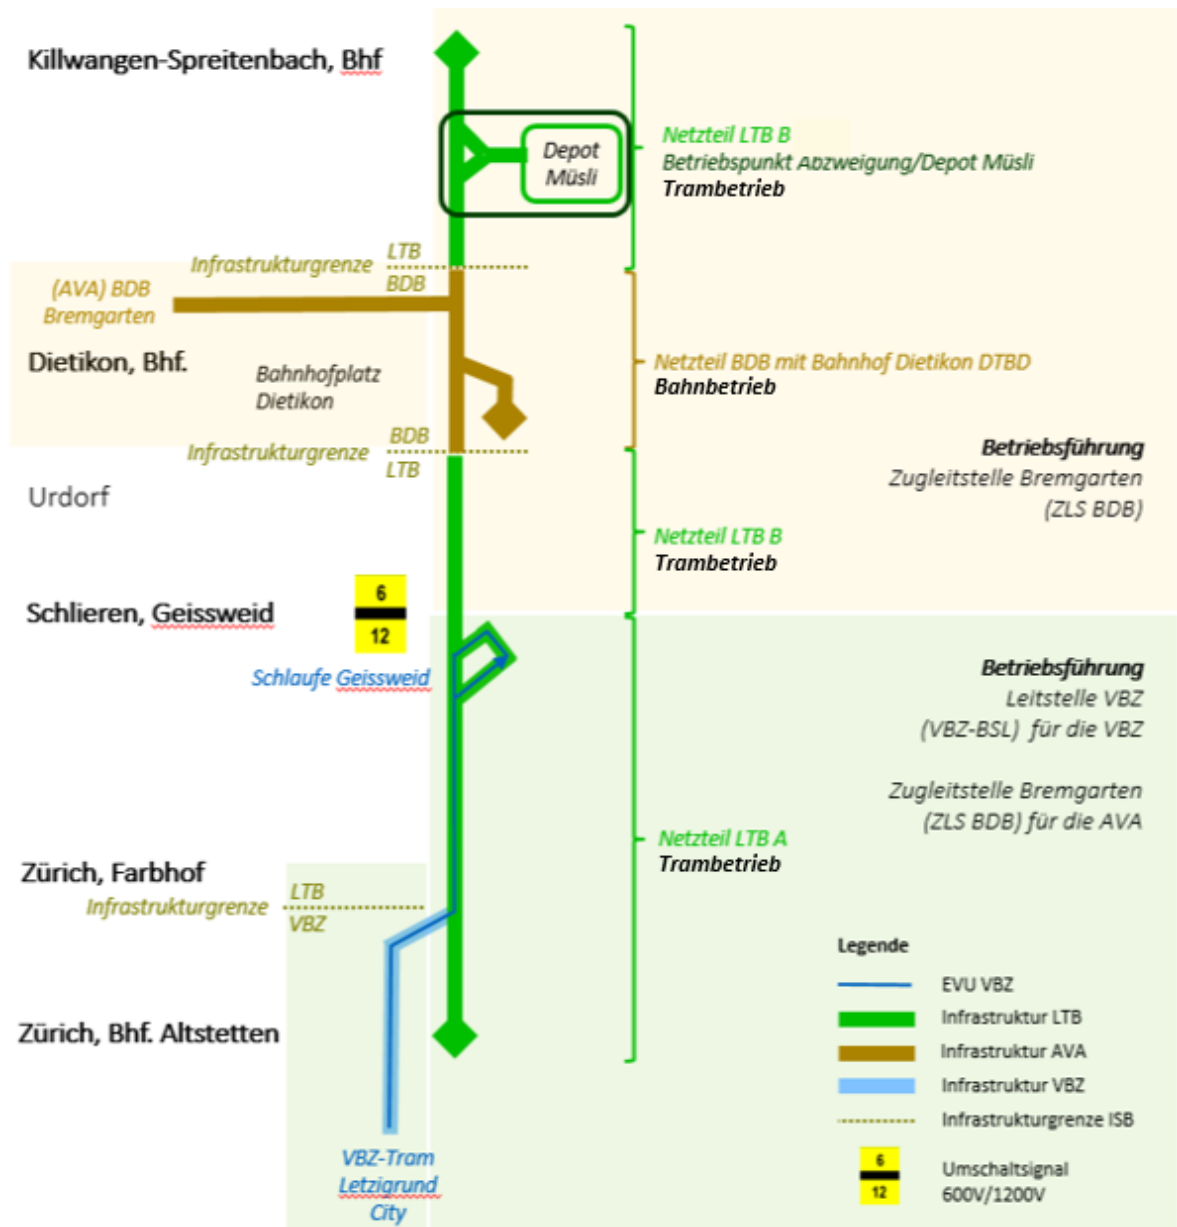 Killwangen-Spreitenbach, Bhf
Depot
Müsli
Netzteil LTB B
Betriebspunkt Abzweigung/Depot Müsli
Trambetrieb
Infrastrukturgrenze
LTB
BDB
(AVA) BDB
Bremgarten
Dietikon, Bhf.
Bahnhofplatz
Dietikon
Netzteil BDB mit Bahnhof Dietikon DTBD
Bahnbetrieb
Infrastrukturgrenze
BDB
LTB
Betriebsführung
Zugleitstelle Bremgarten
(ZLS BDB)
Urdorf
Netzteil LTB B
Trambetrieb
Schlieren, Geissweid
6
12
Schlaufe Geissweid
Betriebsführung
Leitstelle VBZ
(VBZ-BSL) für die VBZ
Zugleitstelle Bremgarten
(ZLS BDB) für die AVA
Netzteil LTB A
Trambetrieb
Zürich, Farbhof
Infrastrukturgrenze
LTB
VBZ
Zürich, Bhf. Altstetten
VBZ-Tram
Letzigrund
City
Legende
EVU VBZ
Infrastruktur LTB
Infrastruktur AVA
Infrastruktur VBZ
Infrastrukturgrenze ISB
6
12
Umschaltsignal
600V/1200V